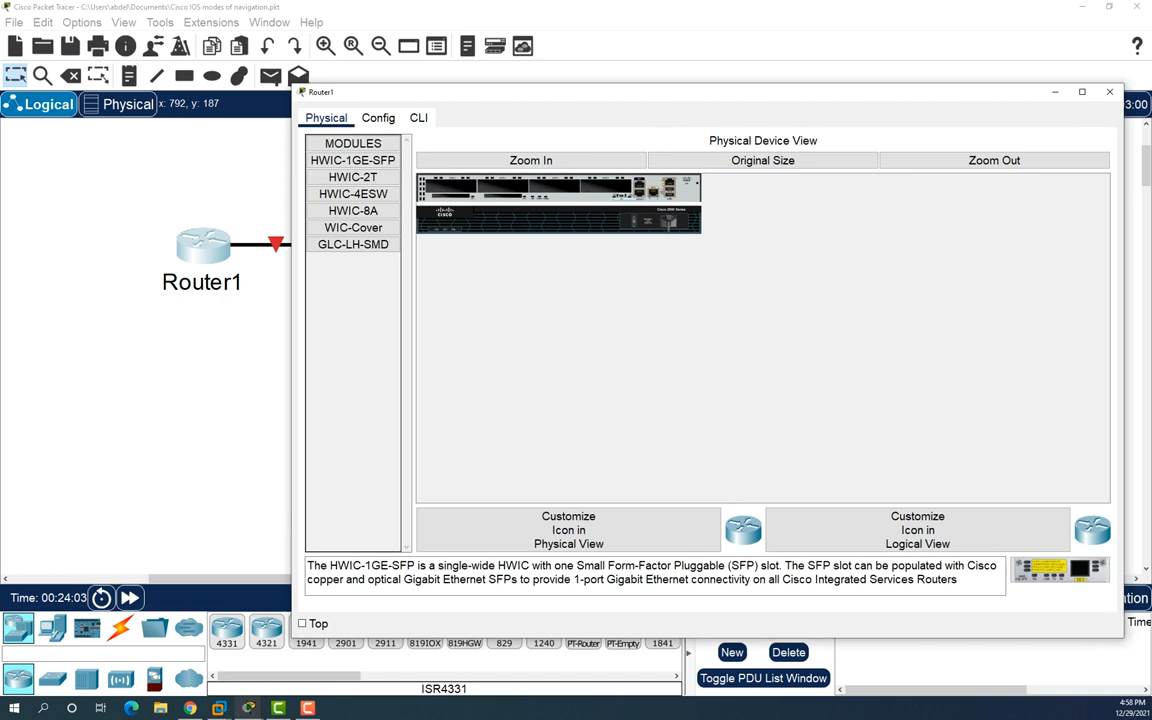 Cisco Packet Tracer - C:\Users\abdel\Documents\Cisco IOS modes of navigation.pkt
File Edit Options View Tools Extensions Window Help
Logical Physical x: 792, y: 187
3:00
Router1
Physical Config CLI
MODULES
HWIC-1GE-SFP
HWIC-2T
HWIC-4ESW
HWIC-8A
WIC-Cover
GLC-LH-SMD
Physical Device View
Zoom In Original Size Zoom Out
CISCO
Router1
Customize
Icon in
Physical View
Customize
Icon in
Logical View
The HWIC-1GE-SFP is a single-wide HWIC with one Small Form-Factor Pluggable (SFP) slot. The SFP slot can be populated with Cisco
copper and optical Gigabit Ethernet SFPs to provide 1-port Gigabit Ethernet connectivity on all Cisco Integrated Services Routers
Top
Time: 00:24:03
tion
Time
4331 4321 1941 2901 2911 819IOX 819HGW 829 1240 PT-Router PT-Empty 1841
ISR4331
New Delete
Toggle PDU List Window
4:58 PM
12/29/2021